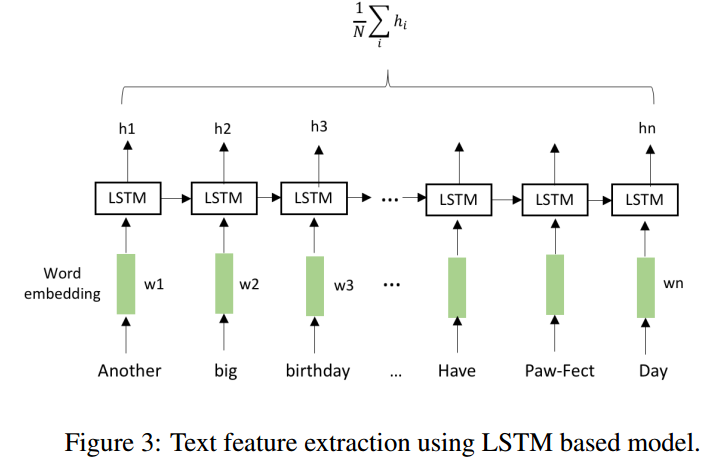 1/N ∑_i h_i
h1 h2 h3 hn
LSTM LSTM LSTM ... LSTM LSTM LSTM
Word
embedding
w1 w2 w3 ... wn
Another big birthday ... Have Paw-Fect Day
Figure 3: Text feature extraction using LSTM based model.